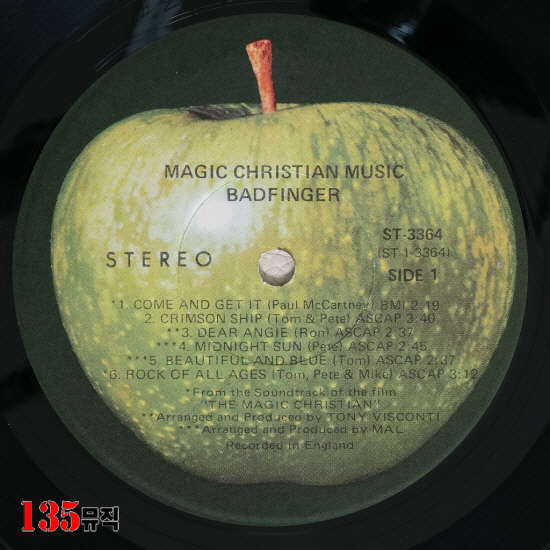 MAGIC CHRISTIAN MUSIC
BADFINGER
STEREO
ST-3364
(ST 1-3364)
SIDE 1
*1. COME AND GET IT (Paul McCartney) BMI 2:19
2. CRIMSON SHIP (Tom & Pete) ASCAP 3:40
**3. DEAR ANGIE (Ron) ASCAP 2:37
***4. MIDNIGHT SUN (Pete) ASCAP 2:45
***5. BEAUTIFUL AND BLUE (Tom) ASCAP 2:37
*6. ROCK OF ALL AGES (Tom, Pete & Mike) ASCAP 3:12
*From the Soundtrack of the film
"THE MAGIC CHRISTIAN"
**Arranged and Produced by TONY VISCONTI
***Arranged and Produced by MAL
Recorded in England
135뮤직